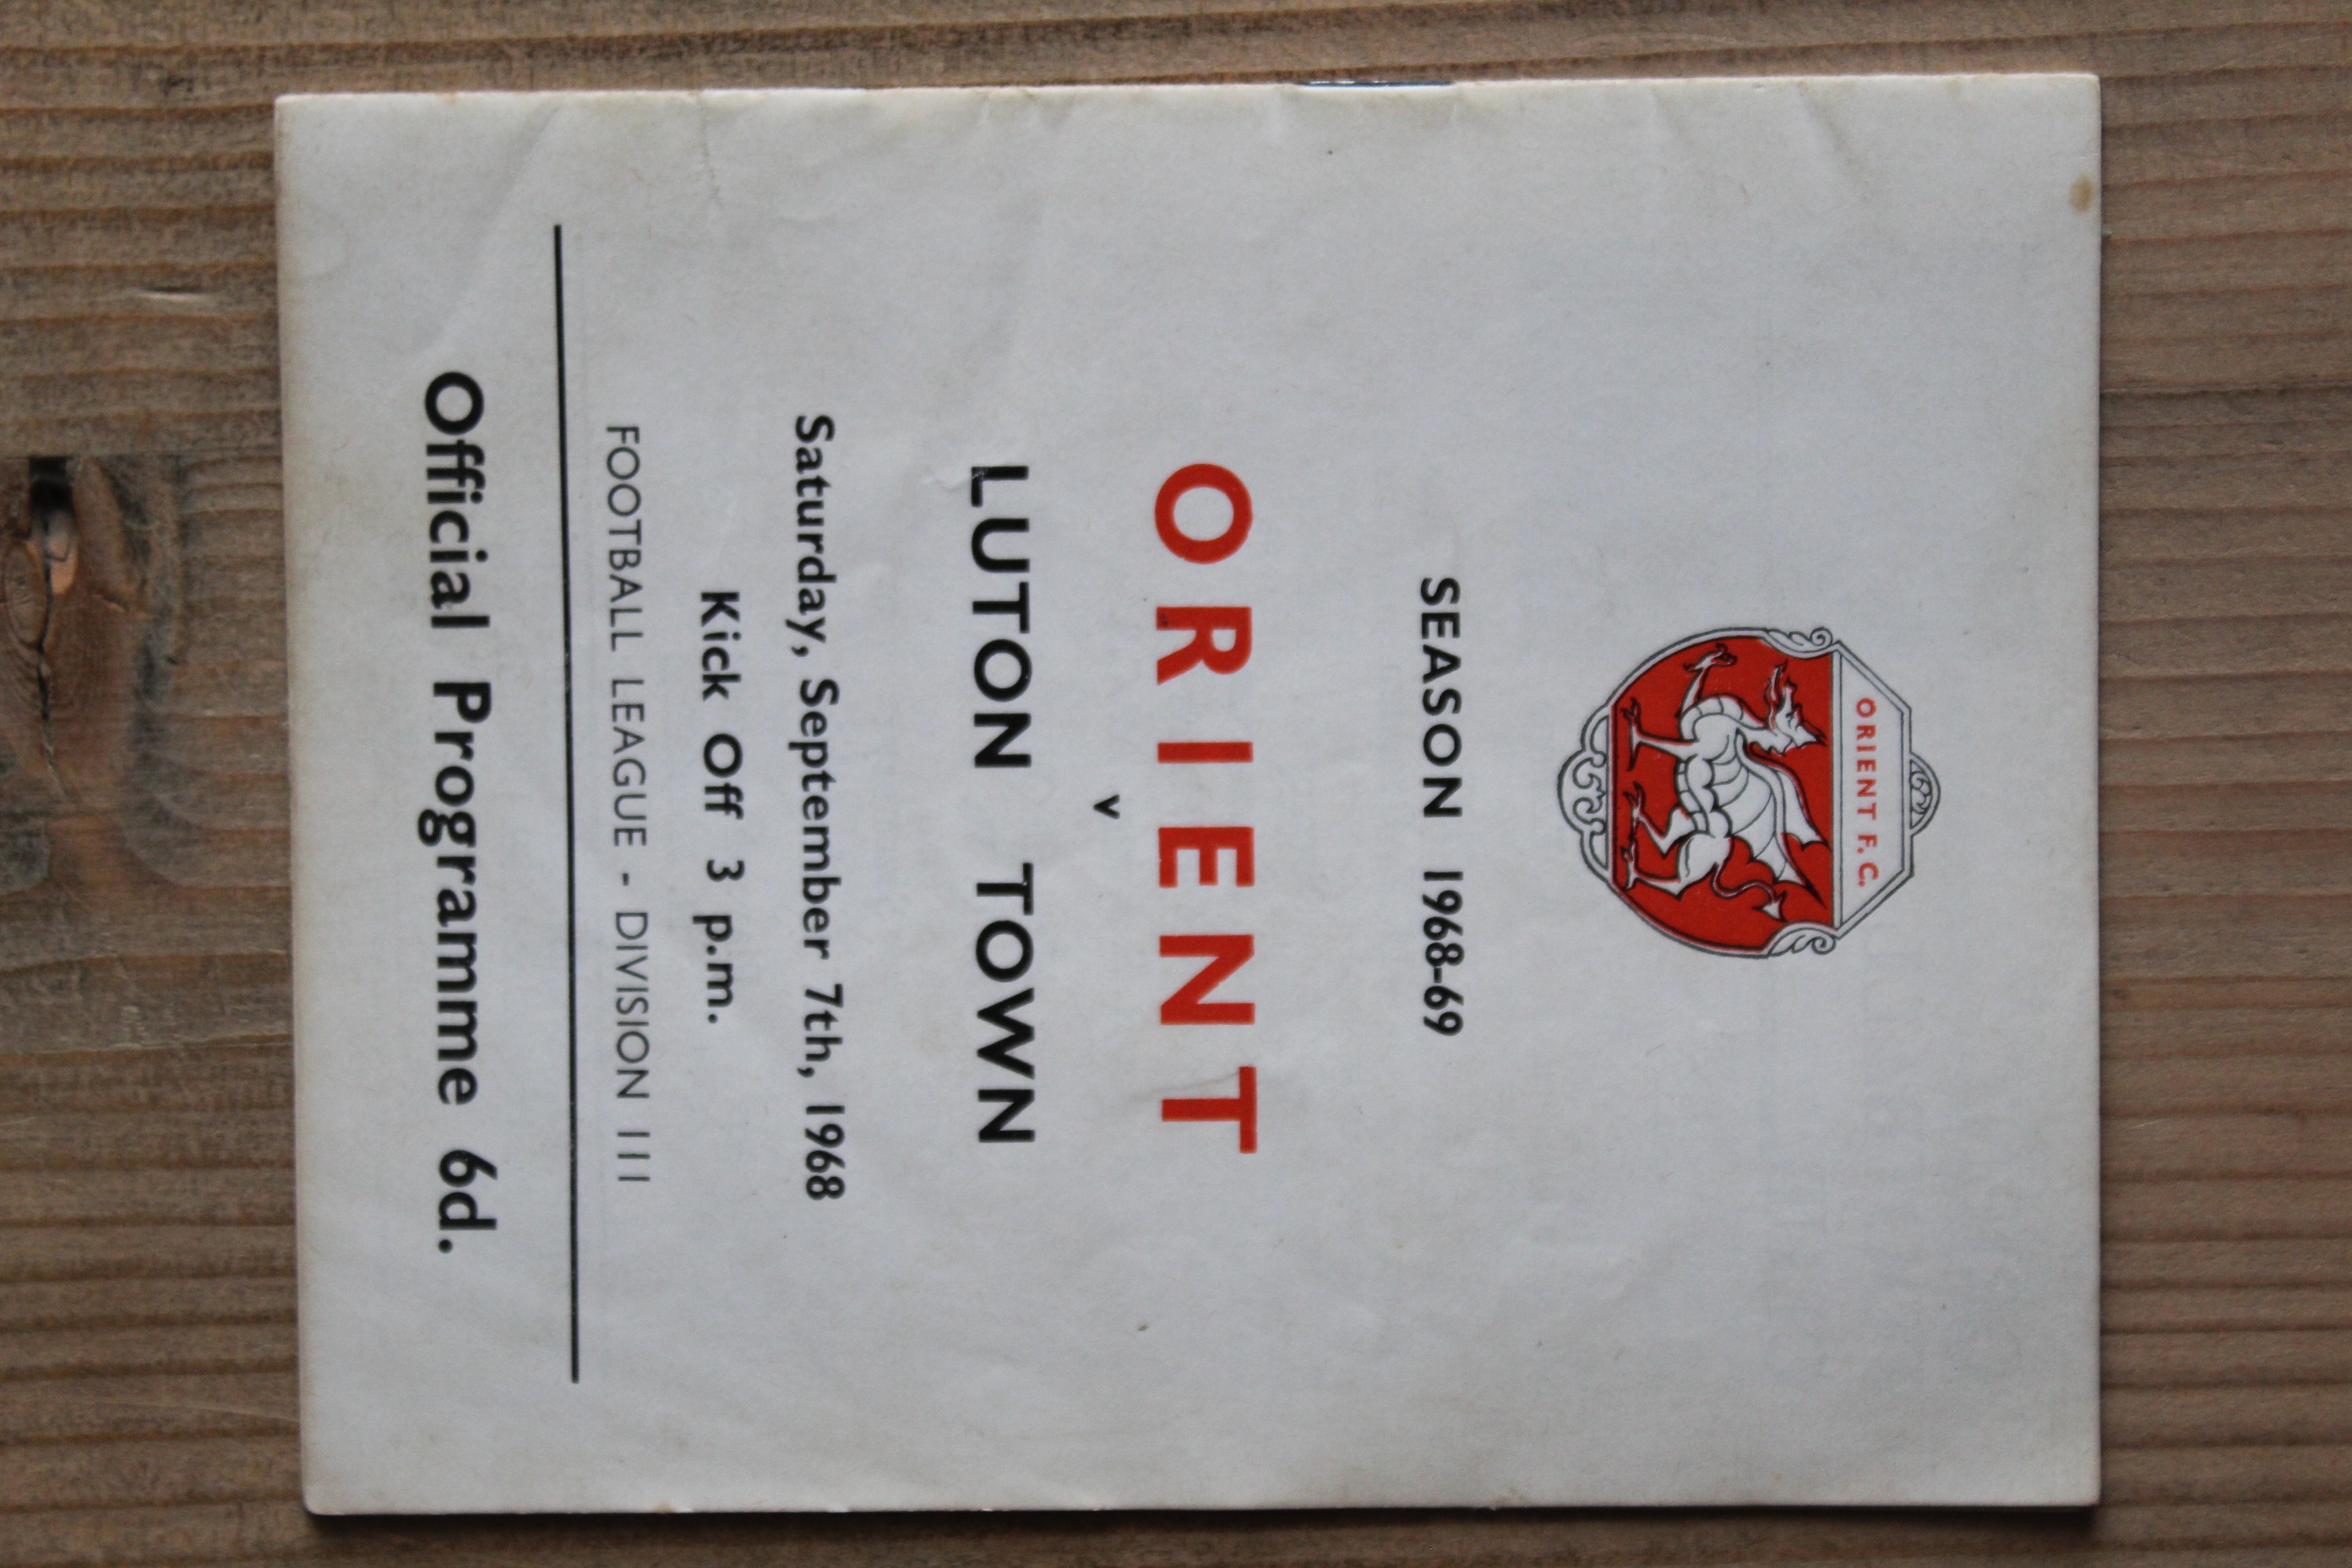 ORIENT F.C.
SEASON 1968-69
ORIENT
v
LUTON TOWN
Saturday, September 7th, 1968
Kick Off 3 p.m.
FOOTBALL LEAGUE - DIVISION III
Official Programme 6d.